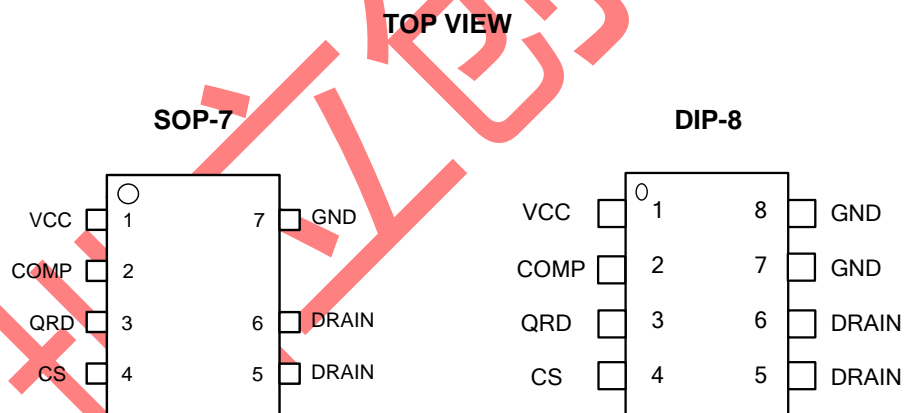 TOP VIEW
SOP-7
DIP-8
VCC 1 7 GND
COMP 2
QRD 3 6 DRAIN
CS 4 5 DRAIN
VCC 1 8 GND
COMP 2 7 GND
QRD 3 6 DRAIN
CS 4 5 DRAIN